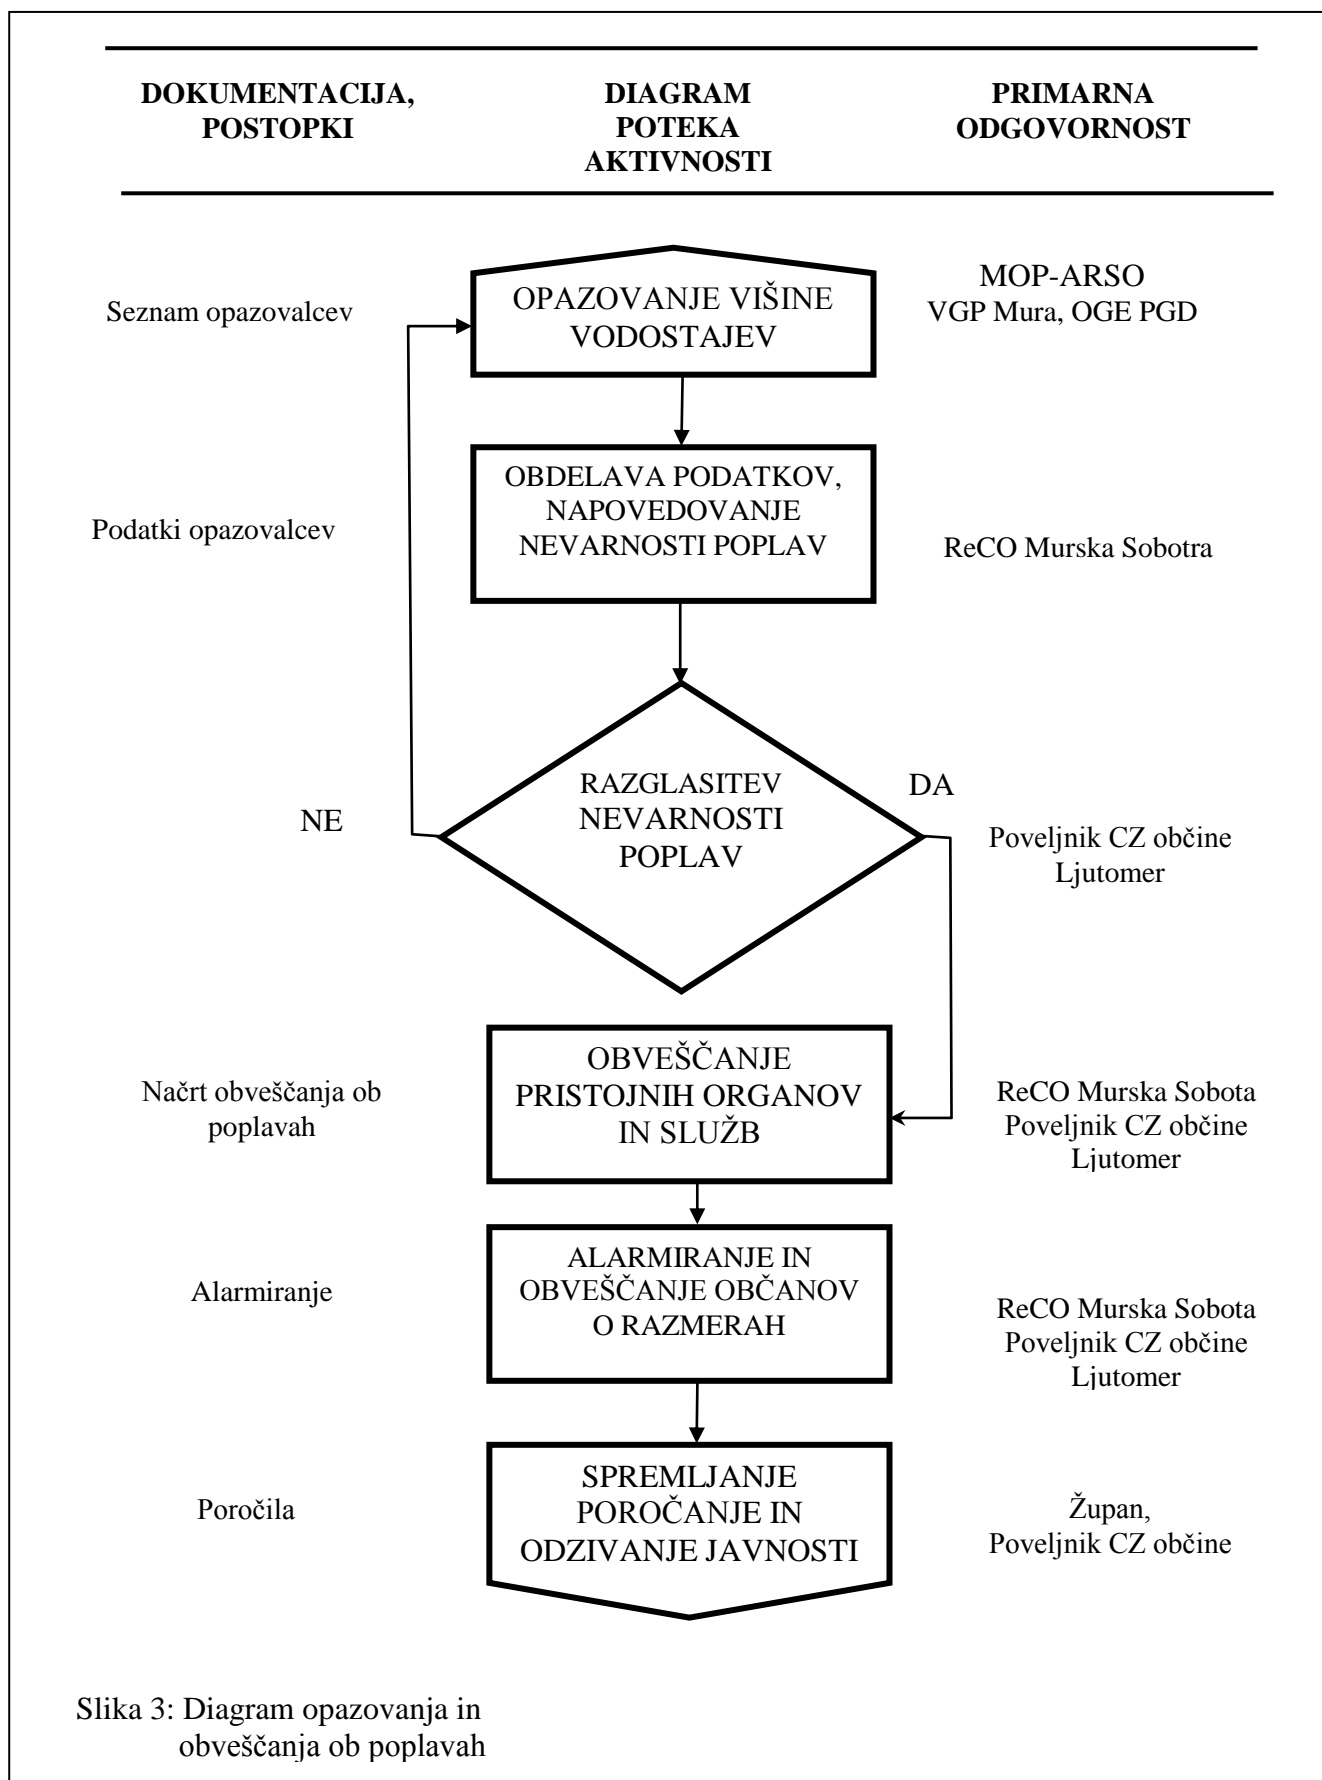 DOKUMENTACIJA,
POSTOPKI
DIAGRAM
POTEKA
AKTIVNOSTI
PRIMARNA
ODGOVORNOST
Seznam opazovalcev
OPAZOVANJE VIŠINE
VODOSTAJEV
MOP-ARSO
VGP Mura, OGE PGD
Podatki opazovalcev
OBDELAVA PODATKOV,
NAPOVEDOVANJE
NEVARNOSTI POPLAV
ReCO Murska Sobotra
NE
RAZGLASITEV
NEVARNOSTI
POPLAV
DA
Poveljnik CZ občine
Ljutomer
Načrt obveščanja ob
poplavah
OBVEŠČANJE
PRISTOJNIH ORGANOV
IN SLUŽB
ReCO Murska Sobota
Poveljnik CZ občine
Ljutomer
Alarmiranje
ALARMIRANJE IN
OBVEŠČANJE OBČANOV
O RAZMERAH
ReCO Murska Sobota
Poveljnik CZ občine
Ljutomer
Poročila
SPREMLJANJE
POROČANJE IN
ODZIVANJE JAVNOSTI
Župan,
Poveljnik CZ občine
Slika 3: Diagram opazovanja in
obveščanja ob poplavah